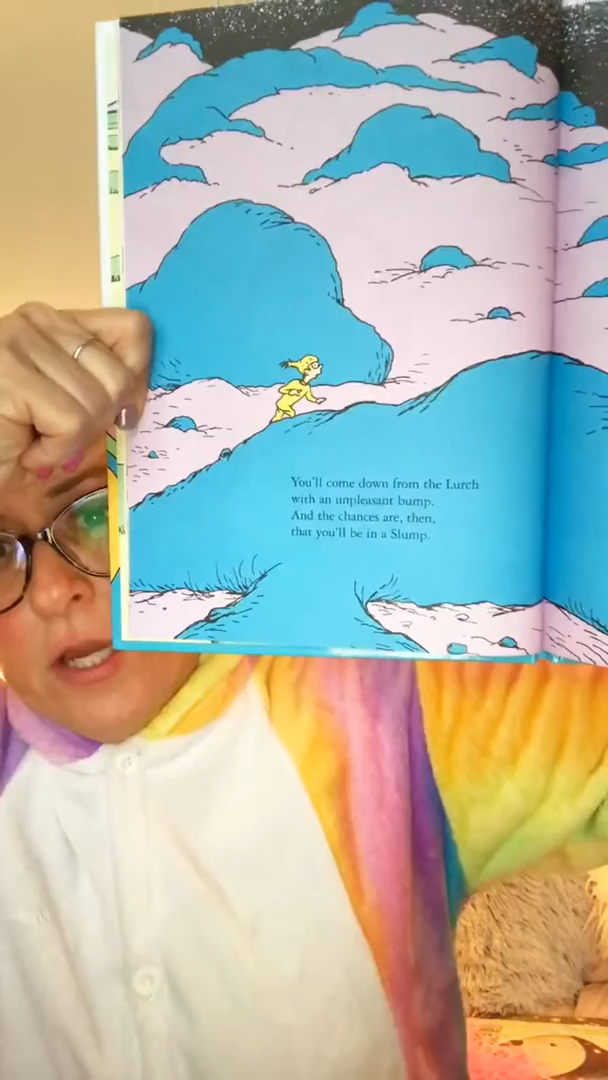 You'll come down from the Lurch
with an unpleasant bump.
And the chances are, then,
that you'll be in a Slump.